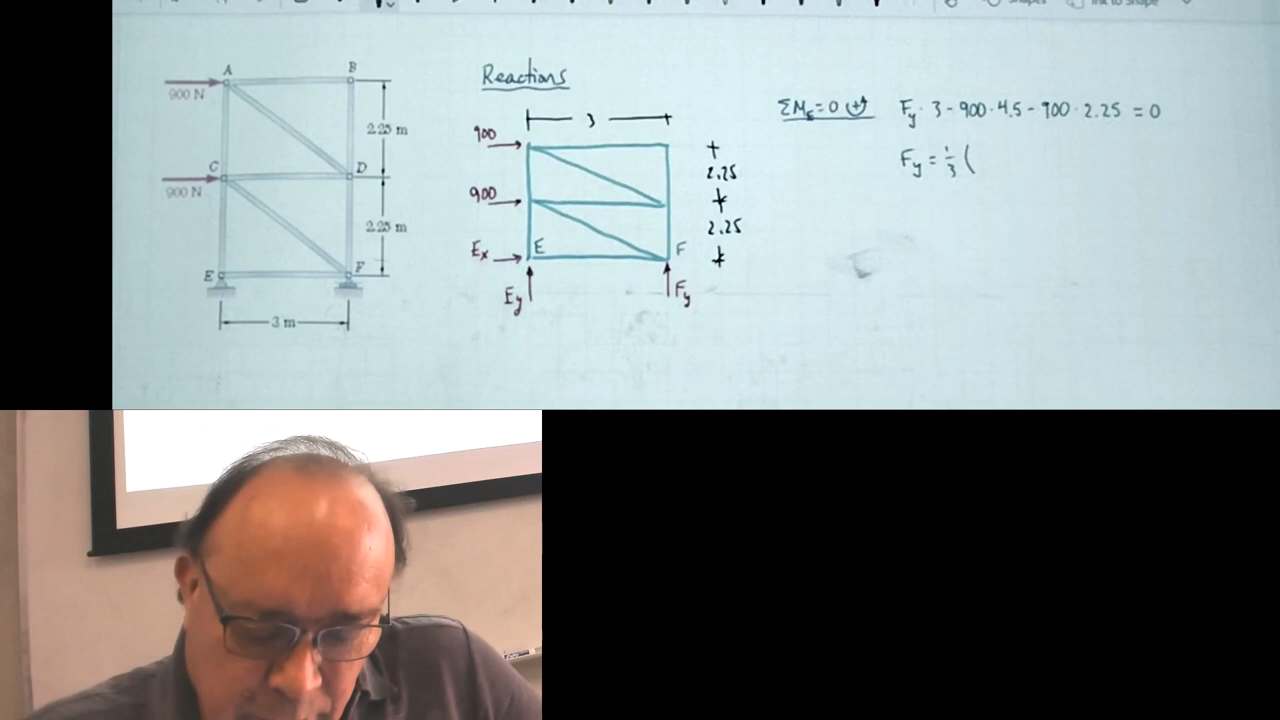 A
B
900 N
2.25 m
C
D
900 N
2.25 m
E
F
3 m
Reactions
3
900
2.25
900
2.25
Ex
E
F
Ey
Fy
ΣM_E=0 Fy · 3 - 900 · 4.5 - 900 · 2.25 = 0
Fy = 1/3 (